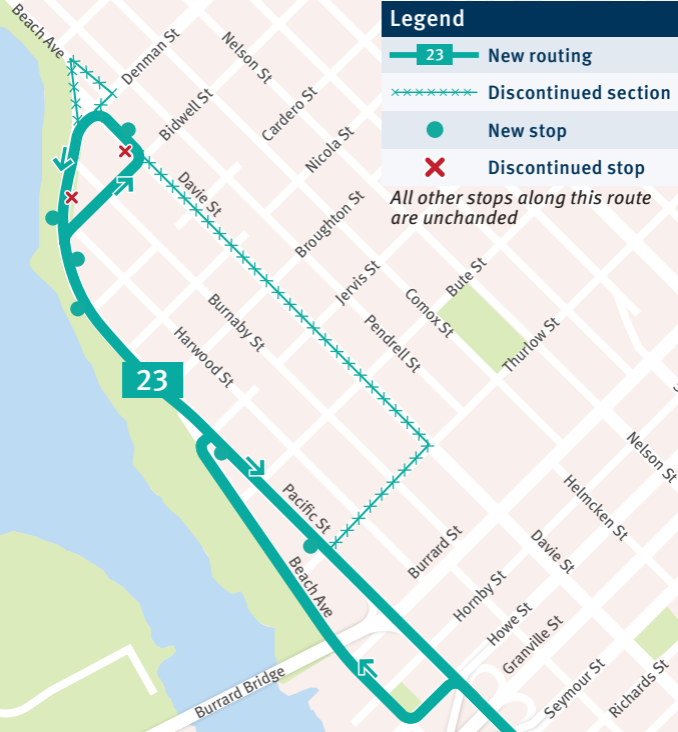 Legend
23 New routing
Discontinued section
New stop
Discontinued stop
All other stops along this route
are unchanded
Beach Ave
Denman St
Nelson St
Bidwell St
Cardero St
Nicola St
Davie St
Broughton St
Jervis St
Bute St
Comox St
Burnaby St
Pendrell St
Thurlow St
Harwood St
23
Nelson St
Helmcken St
Pacific St
Davie St
Burrard St
Beach Ave
Hornby St
Howe St
Granville St
Seymour St
Richards St
Burrard Bridge